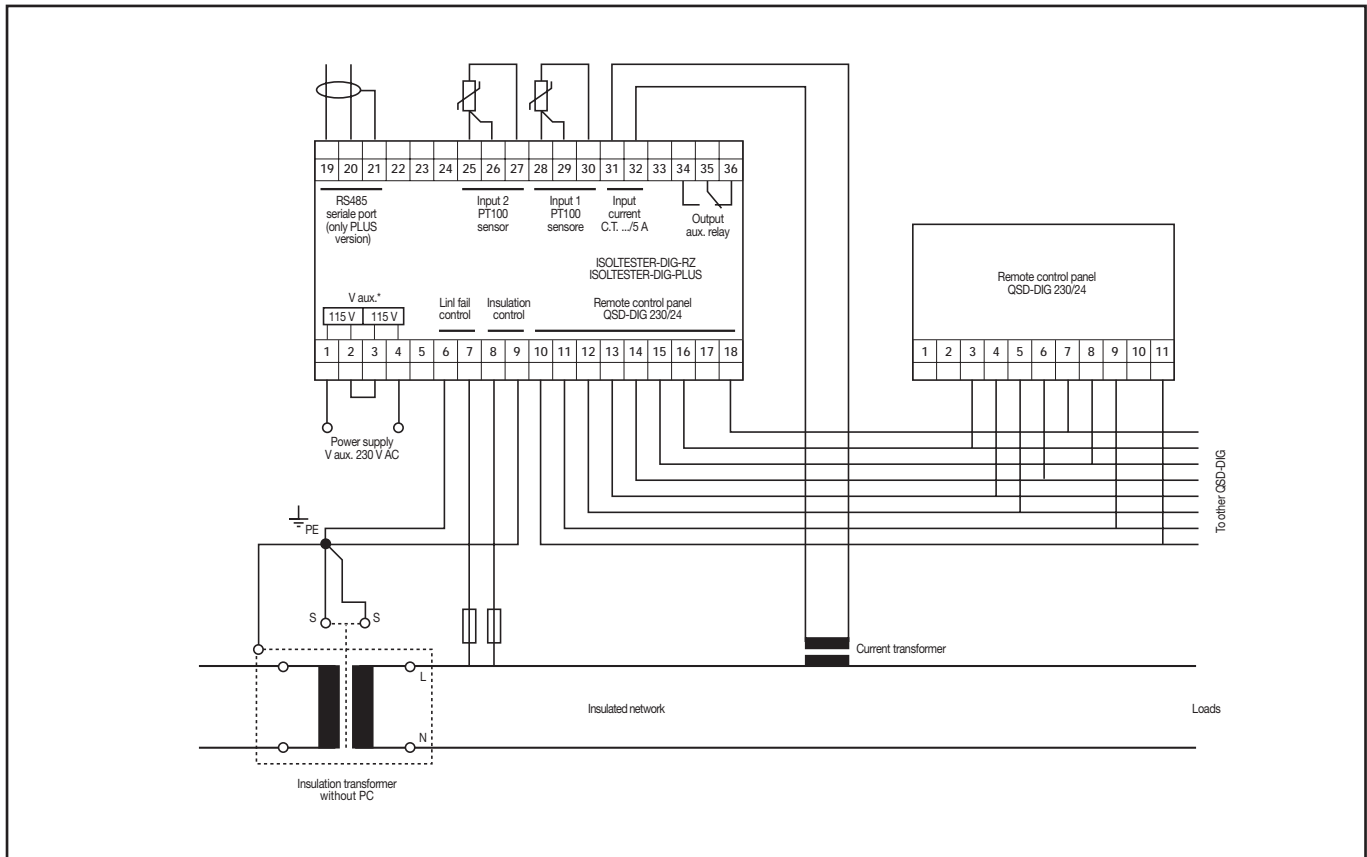 19 20 21 22 23 24 25 26 27 28 29 30 31 32 33 34 35 36
RS485
seriale port
(only PLUS
version)
Input 2
PT100
sensor
Input 1
PT100
sensore
Input
current
C.T. .../5 A
Output
aux. relay
ISOLTESTER-DIG-RZ
ISOLTESTER-DIG-PLUS
V aux.*
115 V 115 V
Linl fail
control
Insulation
control
Remote control panel
QSD-DIG 230/24
1 2 3 4 5 6 7 8 9 10 11 12 13 14 15 16 17 18
Remote control panel
QSD-DIG 230/24
1 2 3 4 5 6 7 8 9 10 11
Power supply
V aux. 230 V AC
To other QSD-DIG
PE
S S
Current transformer
L
Insulated network
Loads
N
Insulation transformer
without PC